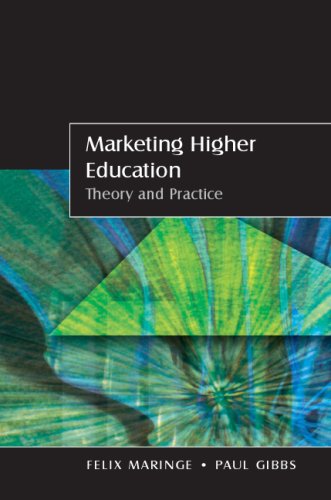 Marketing Higher
Education
Theory and Practice
FELIX MARINGE • PAUL GIBBS